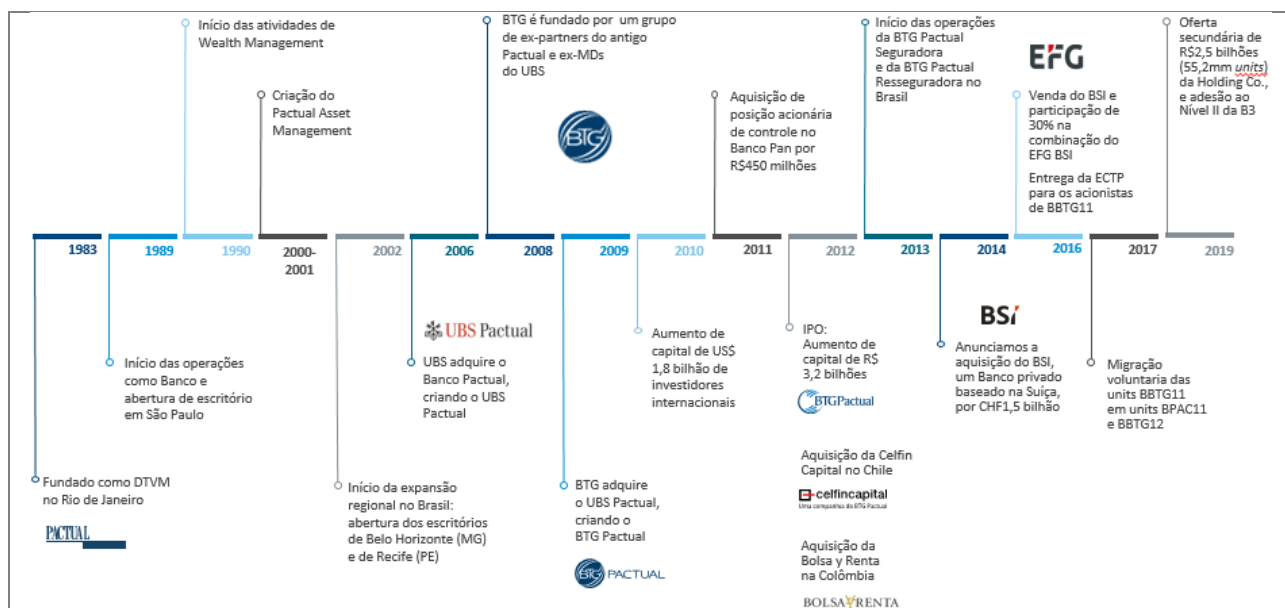 Início das atividades de
Wealth Management
Criação do
Pactual Asset
Management
BTG é fundado por um grupo
de ex-partners do antigo
Pactual e ex-MDs
do UBS
BTG
Aquisição de
posição acionária
de controle no
Banco Pan por
R$450 milhões
Início das operações
da BTG Pactual
Seguradora
e da BTG Pactual
Resseguradora no
Brasil
EFG
Venda do BSI e
participação de
30% na
combinação do
EFG BSI
Entrega da ECTP
para os acionistas
de BBTG11
Oferta
secundária de
R$2,5 bilhões
(55,2mm units)
da Holding Co.,
e adesão ao
Nível II da B3
1983
1989
1990
2000-
2001
2002
2006
2008
2009
2010
2011
2012
2013
2014
2016
2017
2019
Fundado como DTVM
no Rio de Janeiro
PACTUAL
Início das operações
como Banco e
abertura de escritório
em São Paulo
Início da expansão
regional no Brasil:
abertura dos escritórios
de Belo Horizonte (MG)
e de Recife (PE)
UBS Pactual
UBS adquire o
Banco Pactual,
criando o UBS
Pactual
BTG adquire
o UBS Pactual,
criando o
BTG Pactual
BTG PACTUAL
Aumento de
capital de US$
1,8 bilhão de
investidores
internacionais
IPO:
Aumento de
capital de R$
3,2 bilhões
BTGPactual
Aquisição da Celfin
Capital no Chile
celfincapital
Uma companhia do BTG Pactual
Aquisição da
Bolsa y Renta
na Colômbia
BOLSAYRENTA
BSI
Anunciamos a
aquisição do BSI,
um Banco privado
baseado na Suíça,
por CHF1,5 bilhão
Migração
voluntaria das
units BBTG11
em units BPAC11
e BBTG12